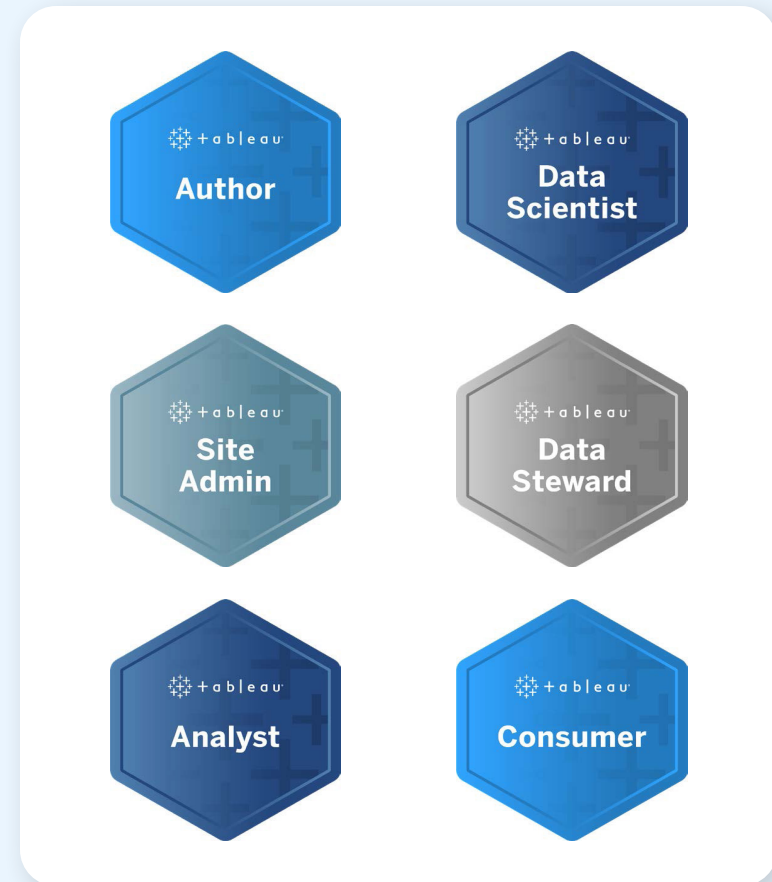 +ableau
Author
+ableau
Data
Scientist
+ableau
Site
Admin
+ableau
Data
Steward
+ableau
Analyst
+ableau
Consumer